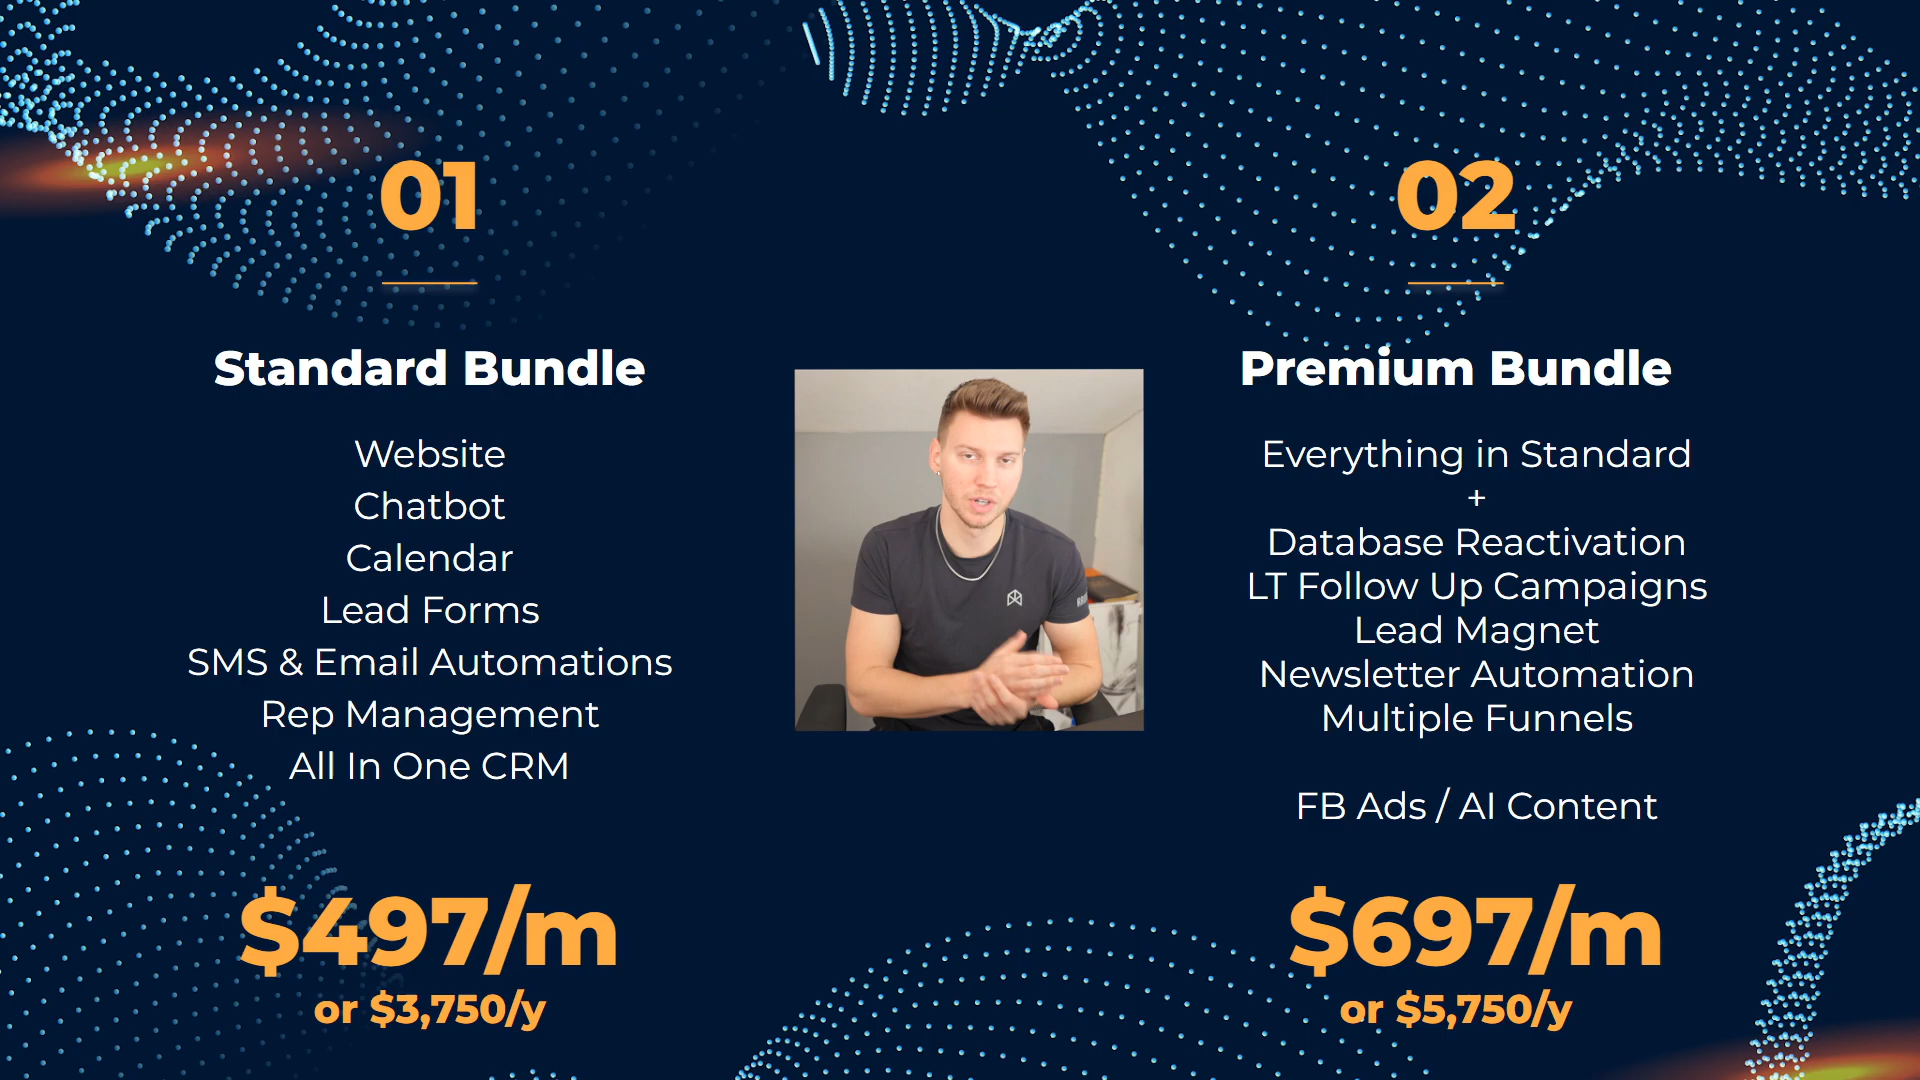 01
Standard Bundle
Website
Chatbot
Calendar
Lead Forms
SMS & Email Automations
Rep Management
All In One CRM
$497/m
or $3,750/y
02
Premium Bundle
Everything in Standard
+
Database Reactivation
LT Follow Up Campaigns
Lead Magnet
Newsletter Automation
Multiple Funnels
FB Ads / AI Content
$697/m
or $5,750/y